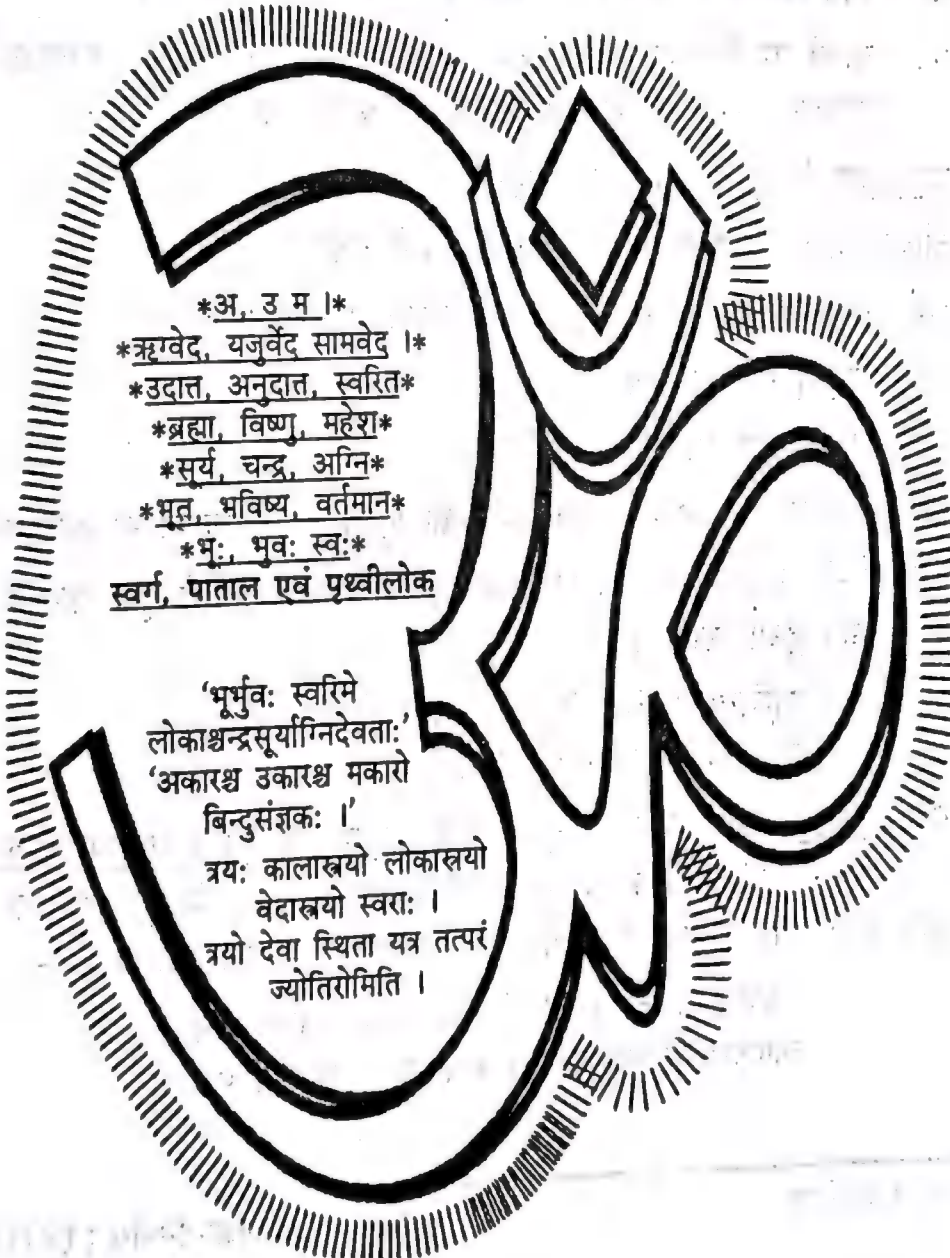 *अ, उ म ।*
*ऋग्वेद, यजुर्वेद सामवेद ।*
*उदात्त, अनुदात्त, स्वरित*
*ब्रह्मा, विष्णु, महेश*
*सूर्य, चन्द्र, अग्नि*
*भूत, भविष्य, वर्तमान*
*भूः, भुवः स्वः*
स्वर्ग, पाताल एवं पृथ्वीलोक
'भूर्भुवः स्वरिमे
लोकाश्चन्द्रसूर्याग्निदेवताः'
'अकारश्च उकारश्च मकारो
बिन्दुसंज्ञकः ।'
त्रयः कालास्त्रयो लोकास्त्रयो
वेदास्त्रयो स्वराः ।
त्रयो देवा स्थिता यत्र तत्परं
ज्योतिरोमिति ।